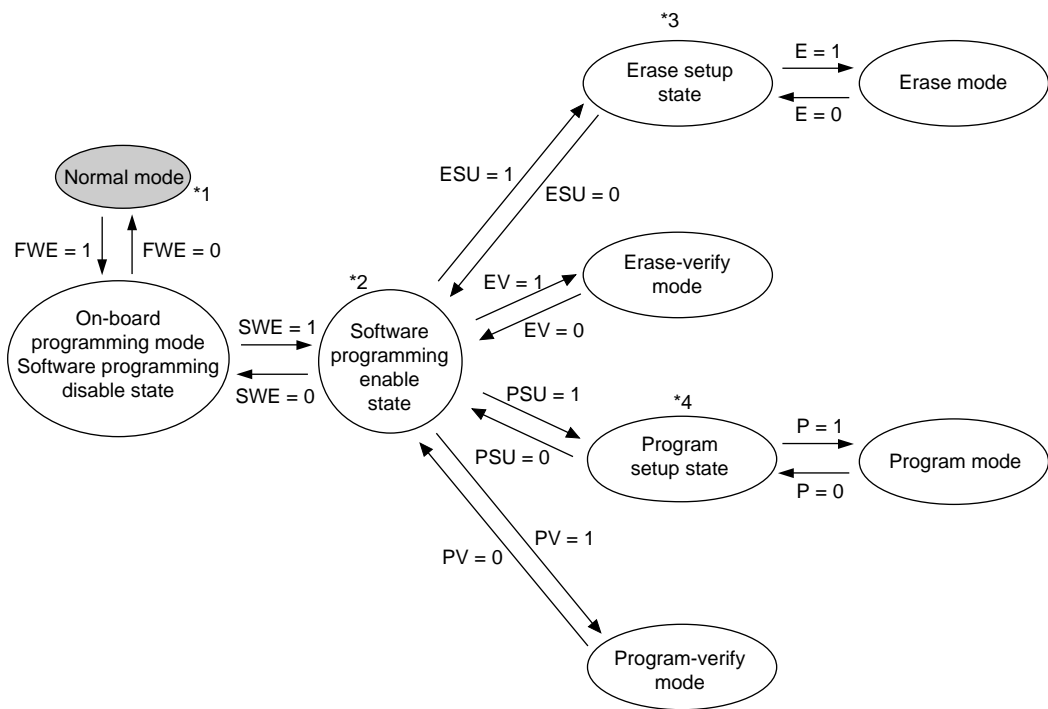 *3
Erase setup
state
E = 1
E = 0
Erase mode
Normal mode
*1
FWE = 1
FWE = 0
ESU = 1
ESU = 0
On-board
programming mode
Software programming
disable state
SWE = 1
SWE = 0
*2
Software
programming
enable
state
EV = 1
EV = 0
Erase-verify
mode
PSU = 1
PSU = 0
*4
Program
setup state
P = 1
P = 0
Program mode
PV = 1
PV = 0
Program-verify
mode